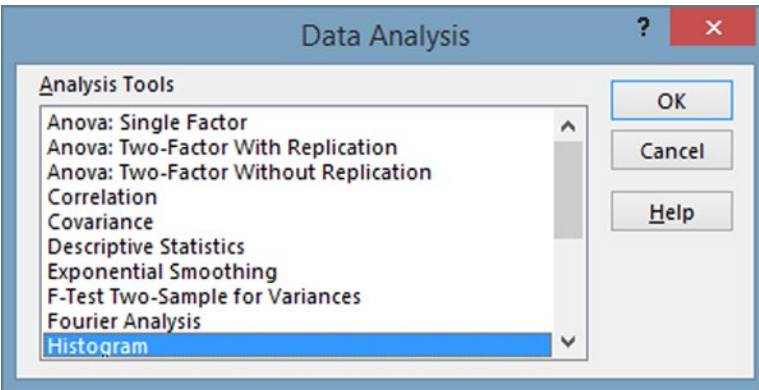 Data Analysis
?
Analysis Tools
Anova: Single Factor
Anova: Two-Factor With Replication
Anova: Two-Factor Without Replication
Correlation
Covariance
Descriptive Statistics
Exponential Smoothing
F-Test Two-Sample for Variances
Fourier Analysis
Histogram
OK
Cancel
Help